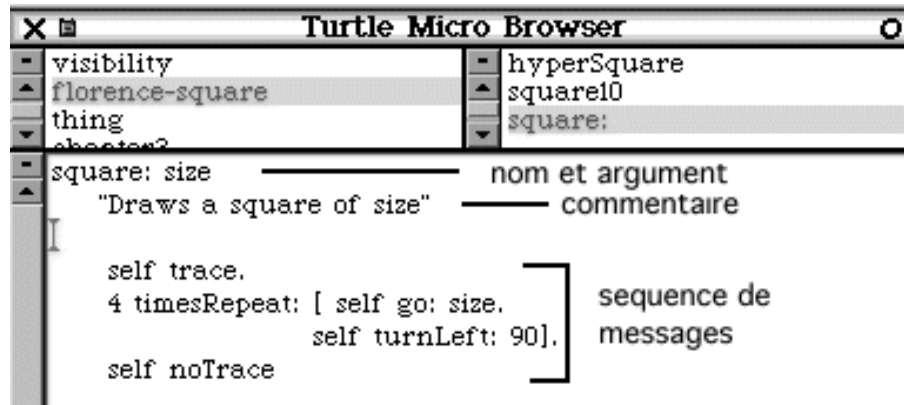 Turtle Micro Browser
visibility
florence-square
thing
hyperSquare
square10
square:
square: size
nom et argument
"Draws a square of size"
commentaire
self trace.
4 timesRepeat: [ self go: size.
self turnLeft: 90].
self noTrace
sequence de
messages